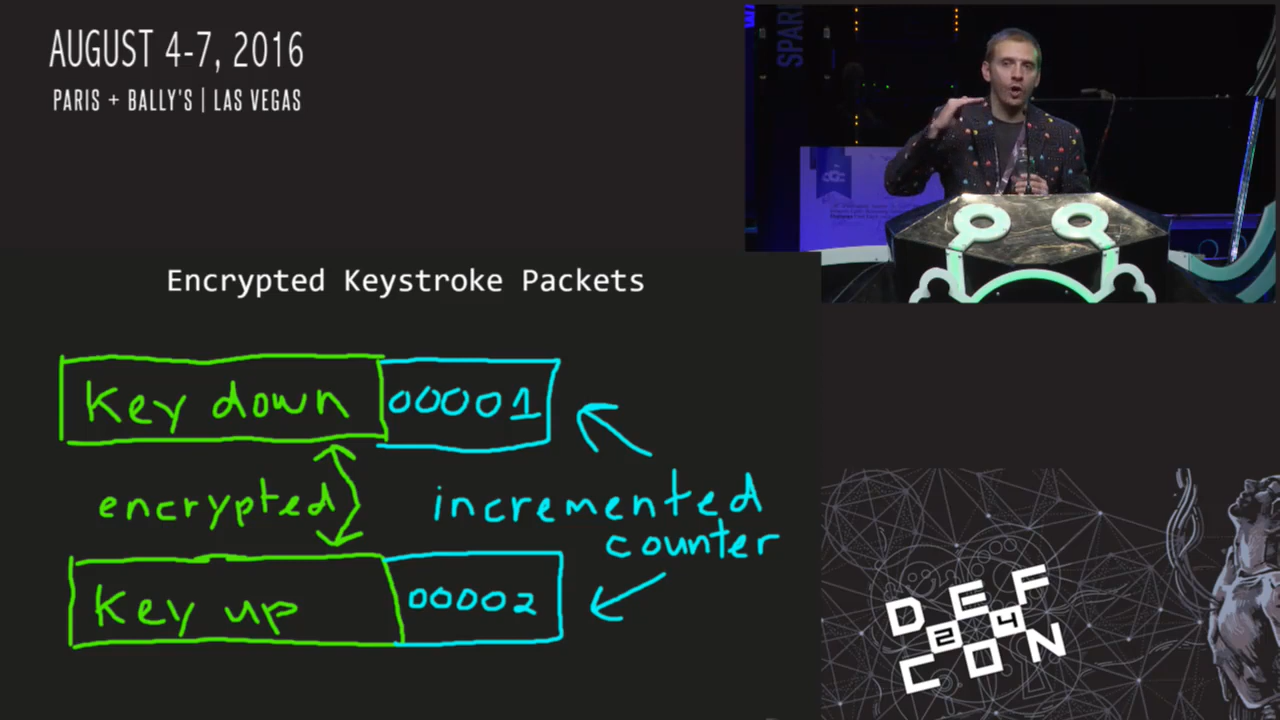 AUGUST 4-7, 2016
PARIS + BALLY'S | LAS VEGAS
SPAR
Encrypted Keystroke Packets
Key down 00001
encrypted
incremented
counter
Key up 00002
DEF
24
CON